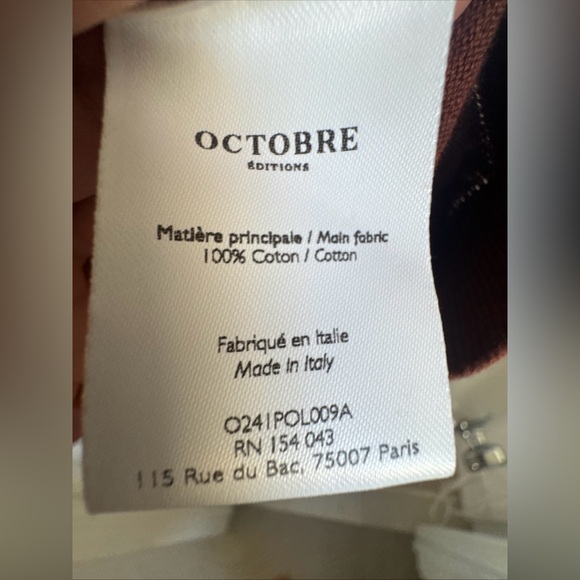 OCTOBRE
ÉDITIONS
Matière principale / Main fabric
100% Coton / Cotton
Fabriqué en Italie
Made in Italy
O241POL009A
RN 154 043
115 Rue du Bac, 75007 Paris